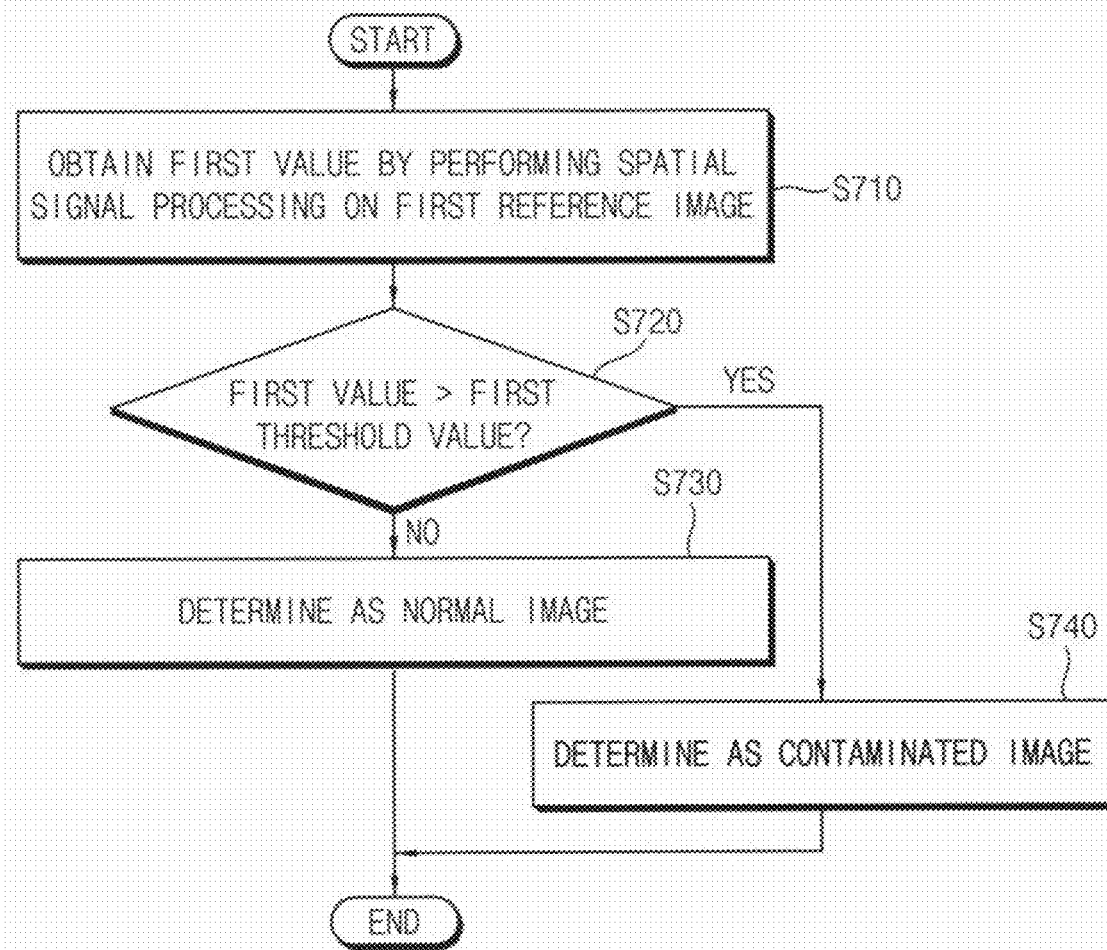 START
OBTAIN FIRST VALUE BY PERFORMING SPATIAL
SIGNAL PROCESSING ON FIRST REFERENCE IMAGE
S710
S720
FIRST VALUE > FIRST
THRESHOLD VALUE?
YES
NO
S730
DETERMINE AS NORMAL IMAGE
S740
DETERMINE AS CONTAMINATED IMAGE
END